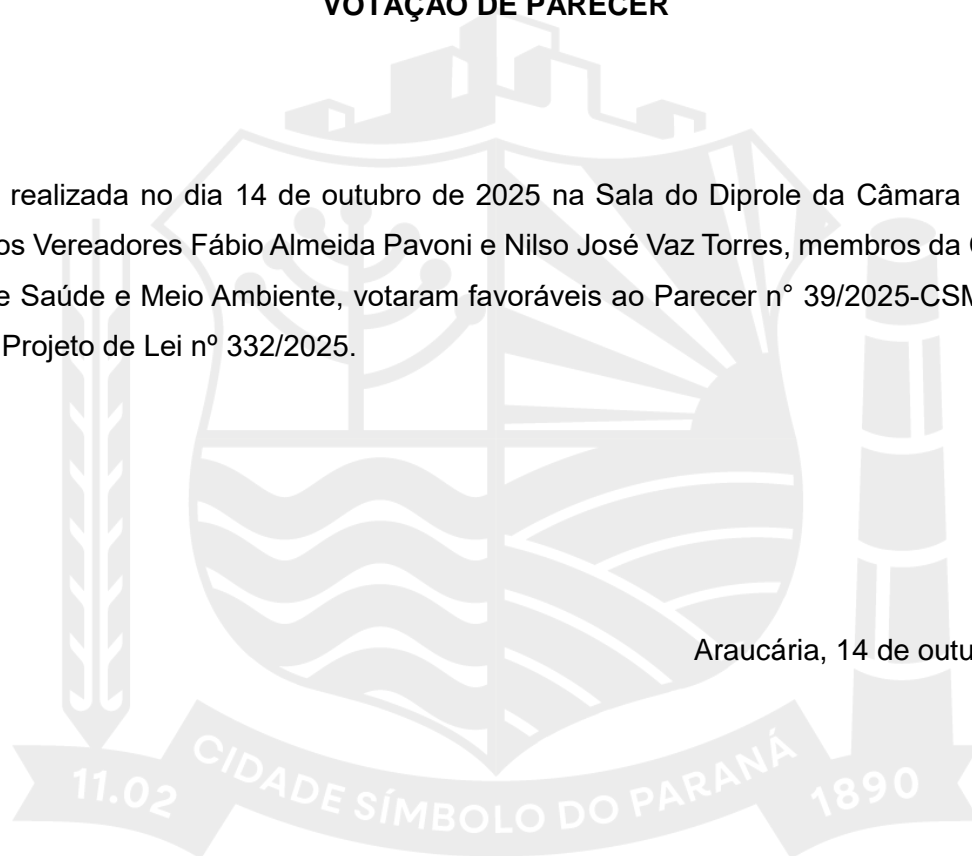 VOTAÇÃO DE PARECER
realizada no dia 14 de outubro de 2025 na Sala do Diprole da Câmara
os Vereadores Fábio Almeida Pavoni e Nilso José Vaz Torres, membros da
e Saúde e Meio Ambiente, votaram favoráveis ao Parecer n° 39/2025-CSM
Projeto de Lei nº 332/2025.
Araucária, 14 de outu
11.02 CIDADE SÍMBOLO DO PARANÁ 1890